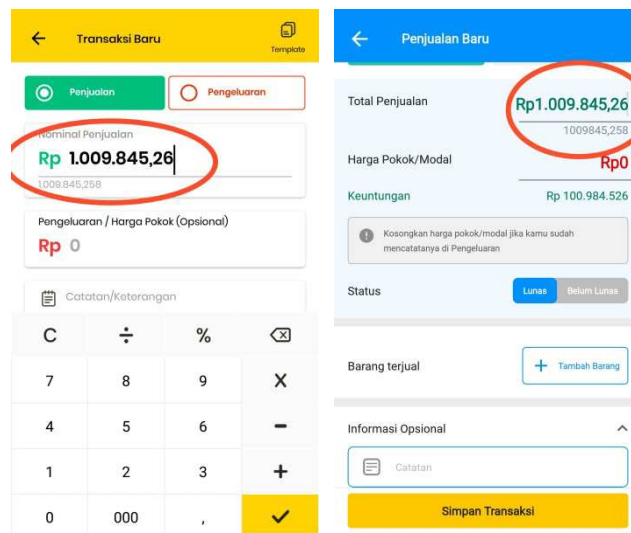 Transaksi Baru
Template
Penjualan
Pengeluaran
Nominal Penjualan
Rp 1.009.845,26
1.009.845,258
Pengeluaran / Harga Pokok (Opsional)
Rp 0
Catatan/Keterangan
C ÷ %
7 8 9 X
4 5 6 −
1 2 3 +
0 000 ,
Penjualan Baru
Total Penjualan
Rp1.009.845,26
1009845,258
Harga Pokok/Modal
Rp0
Keuntungan
Rp 100.984.526
Kosongkan harga pokok/modal jika kamu sudah
mencatatanya di Pengeluaran
Status
Lunas
Belum Lunas
Barang terjual
+ Tambah Barang
Informasi Opsional
Catatan
Simpan Transaksi